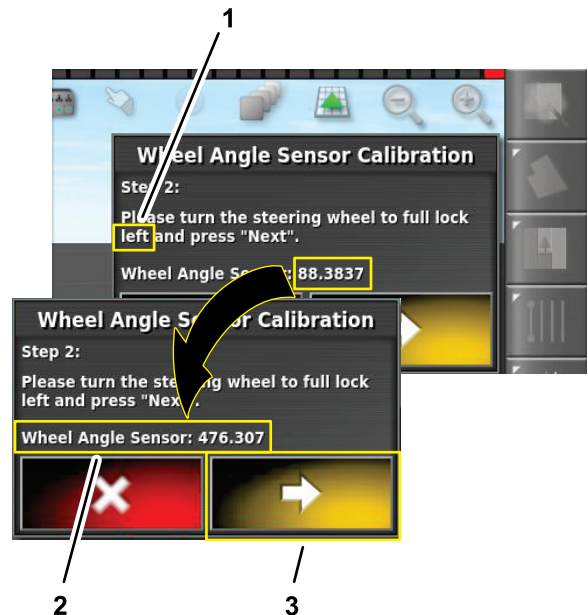 1
Wheel Angle Sensor Calibration
Step 2:
Please turn the steering wheel to full lock
left and press "Next".
Wheel Angle Sensor: 88.3837
Wheel Angle Sensor Calibration
Step 2:
Please turn the steering wheel to full lock
left and press "Next".
Wheel Angle Sensor: 476.307
2
3